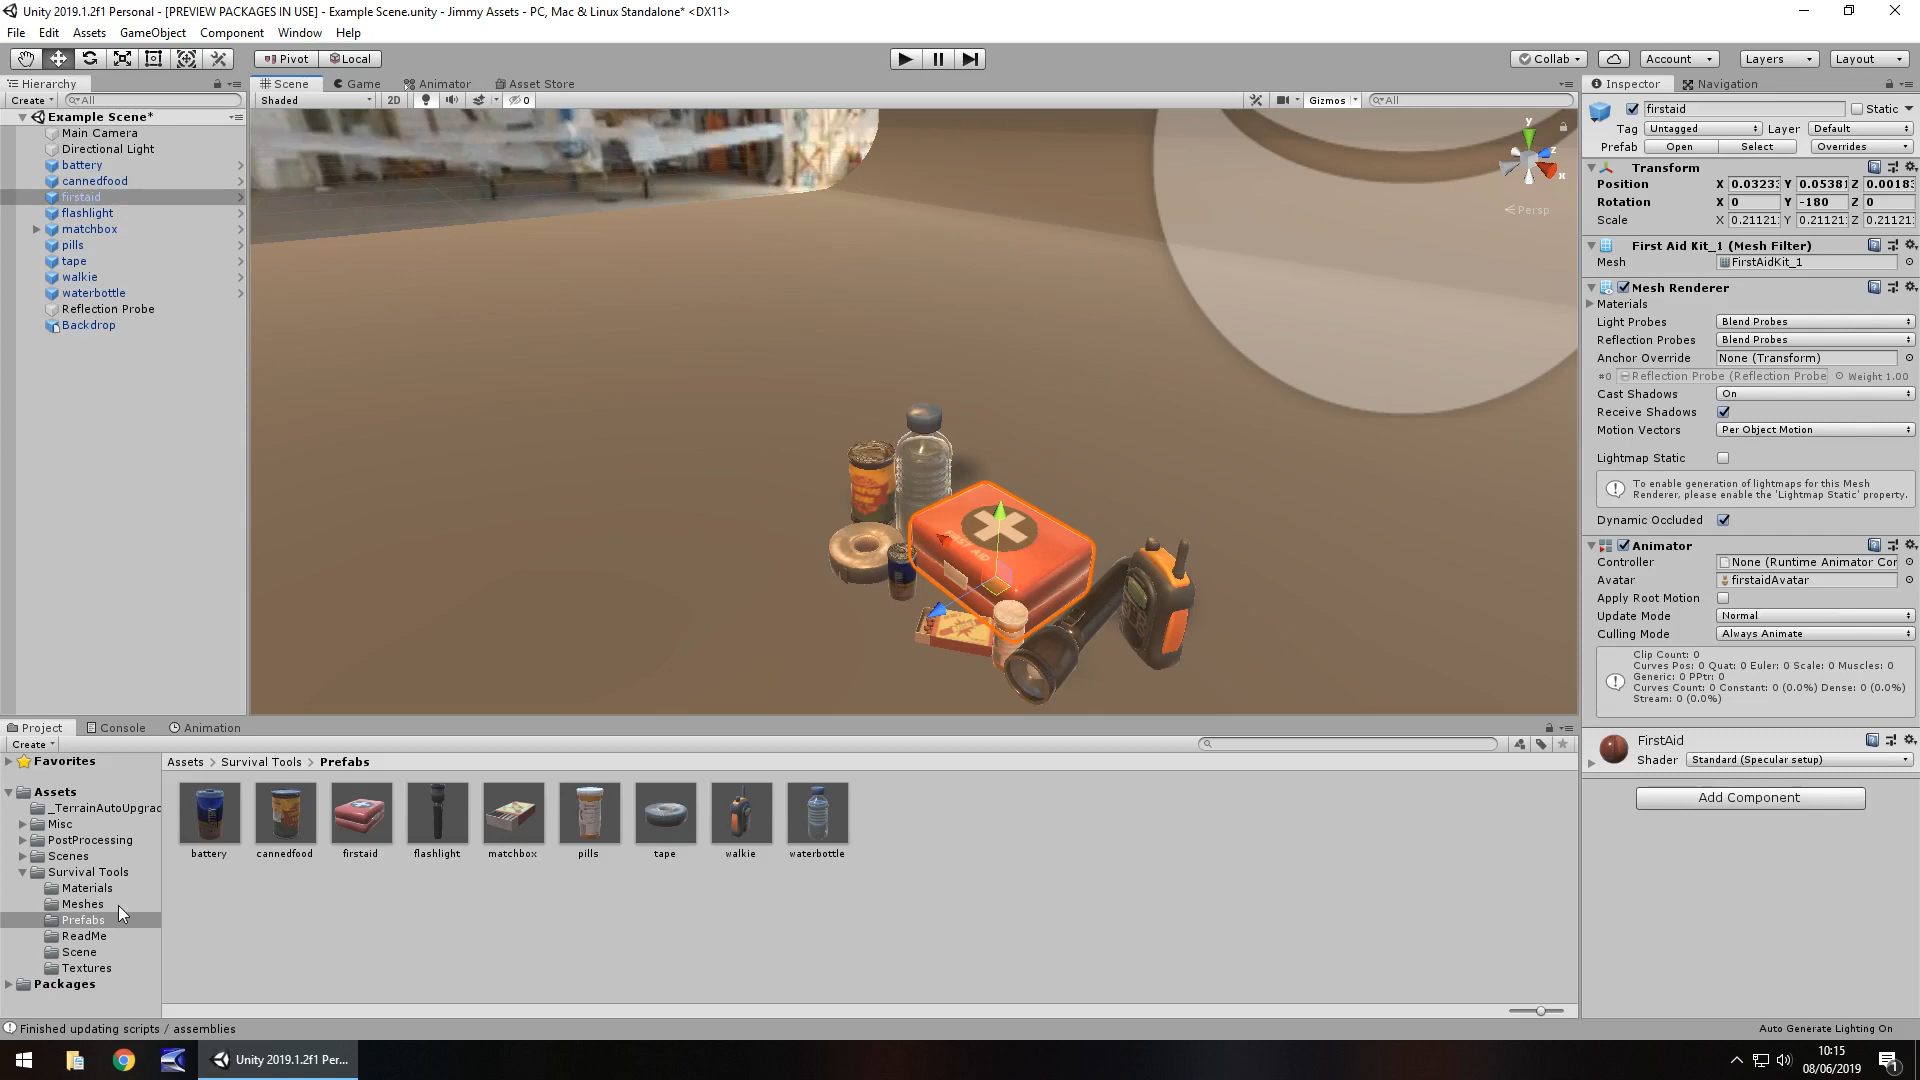 Unity 2019.1.2f1 Personal - [PREVIEW PACKAGES IN USE] - Example Scene.unity - Jimmy Assets - PC, Mac & Linux Standalone* <DX11>
File Edit Assets GameObject Component Window Help
Pivot Local Collab Account Layers Layout
Hierarchy
Create All
Example Scene*
Main Camera
Directional Light
battery
cannedfood
firstaid
flashlight
matchbox
pills
tape
walkie
waterbottle
Reflection Probe
Backdrop
Scene Game Animator Asset Store
Shaded 2D 0 Gizmos All
y
z
x
Persp
FIRST AID
Inspector Navigation
firstaid Static
Tag Untagged Layer Default
Prefab Open Select Overrides
Transform
Position X 0.0323 Y 0.0538 Z 0.0018
Rotation X 0 Y -180 Z 0
Scale X 0.21121 Y 0.21121 Z 0.21121
First Aid Kit_1 (Mesh Filter)
Mesh FirstAidKit_1
Mesh Renderer
Materials
Light Probes Blend Probes
Reflection Probes Blend Probes
Anchor Override None (Transform)
#0 Reflection Probe (Reflection Probe Weight 1.00
Cast Shadows On
Receive Shadows
Motion Vectors Per Object Motion
Lightmap Static
To enable generation of lightmaps for this Mesh
Renderer, please enable the 'Lightmap Static' property.
Dynamic Occluded
Animator
Controller None (Runtime Animator Cor
Avatar firstaidAvatar
Apply Root Motion
Update Mode Normal
Culling Mode Always Animate
Clip Count: 0
Curves Pos: 0 Quat: 0 Euler: 0 Scale: 0 Muscles: 0
Generic: 0 PPtr: 0
Curves Count: 0 Constant: 0 (0.0%) Dense: 0 (0.0%)
Stream: 0 (0.0%)
FirstAid
Shader Standard (Specular setup)
Add Component
Project Console Animation
Create
Favorites
Assets
_TerrainAutoUpgrac
Misc
PostProcessing
Scenes
Survival Tools
Materials
Meshes
Prefabs
ReadMe
Scene
Textures
Packages
Assets > Survival Tools > Prefabs
battery cannedfood firstaid flashlight matchbox pills tape walkie waterbottle
Finished updating scripts / assemblies
Auto Generate Lighting On
Unity 2019.1.2f1 Per...
10:15
08/06/2019
1